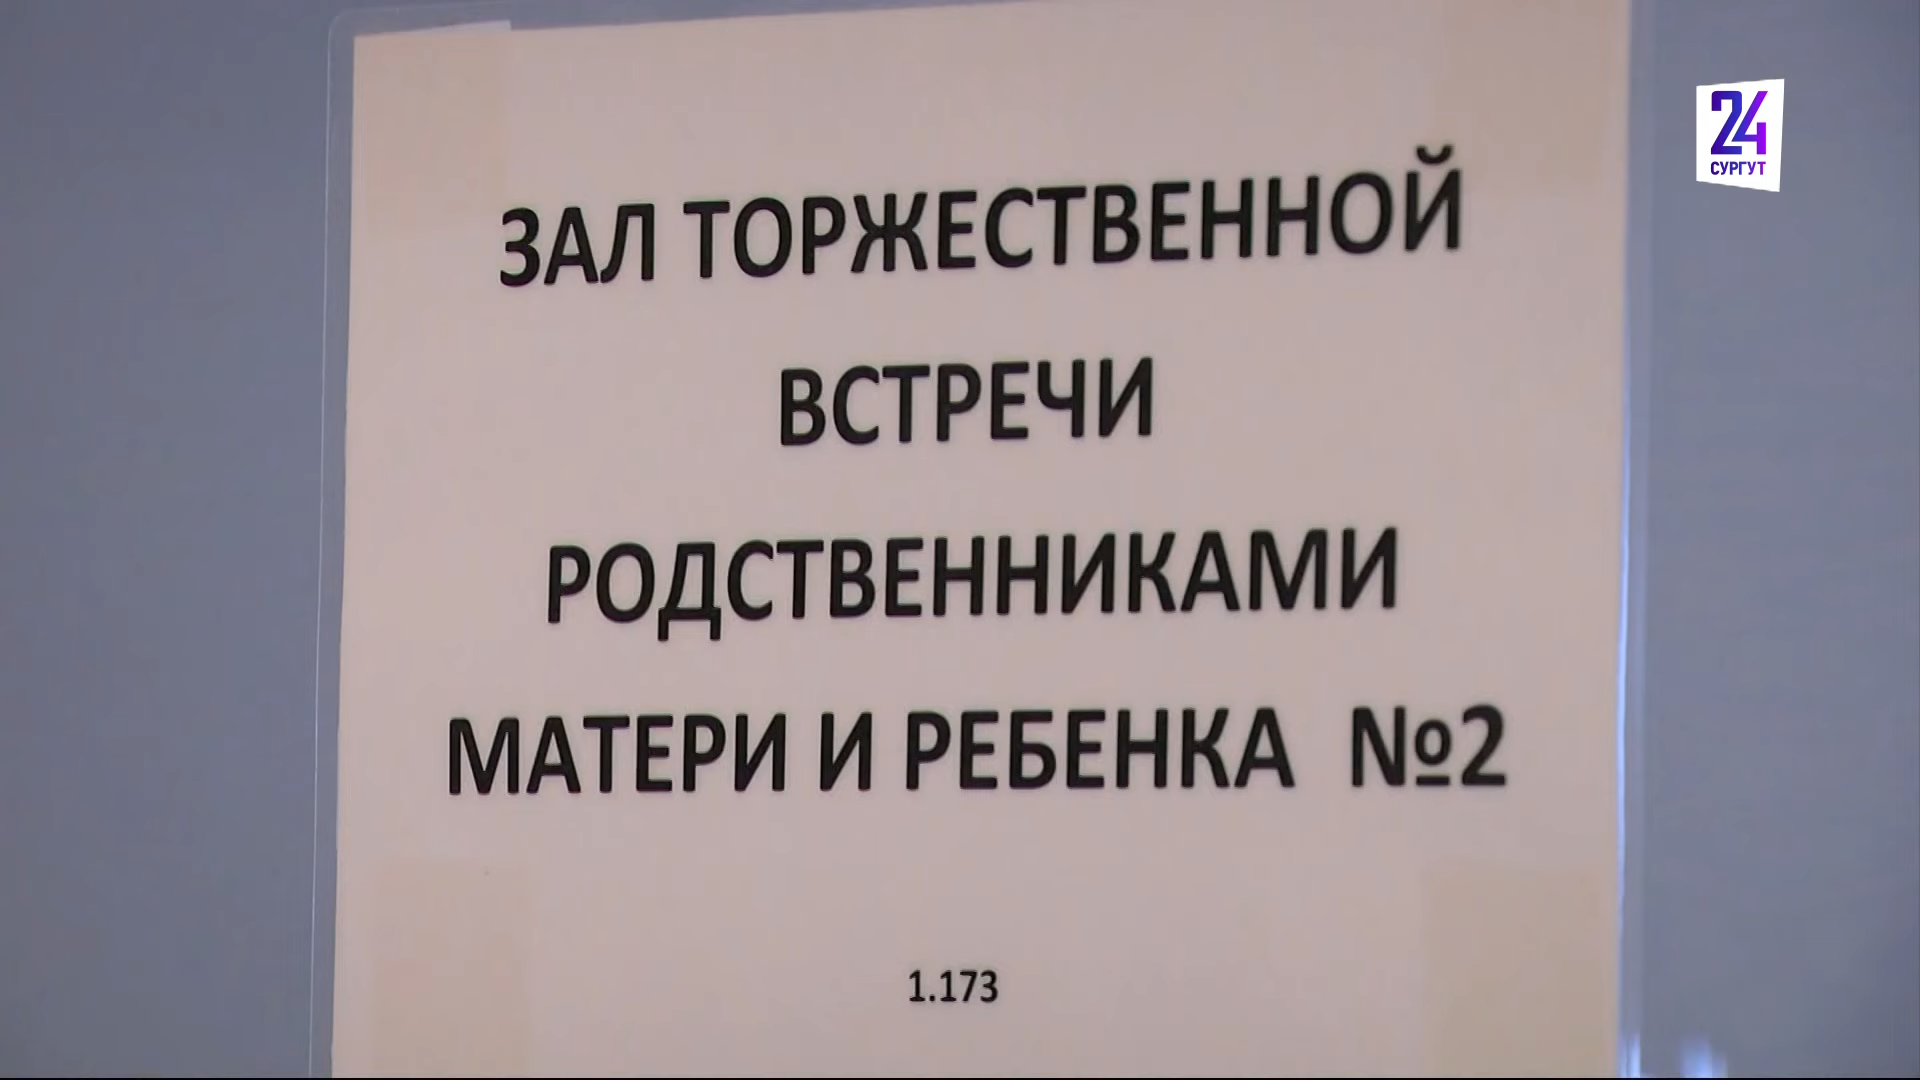 24
СУРГУТ
ЗАЛ ТОРЖЕСТВЕННОЙ
ВСТРЕЧИ
РОДСТВЕННИКАМИ
МАТЕРИ И РЕБЕНКА №2
1.173